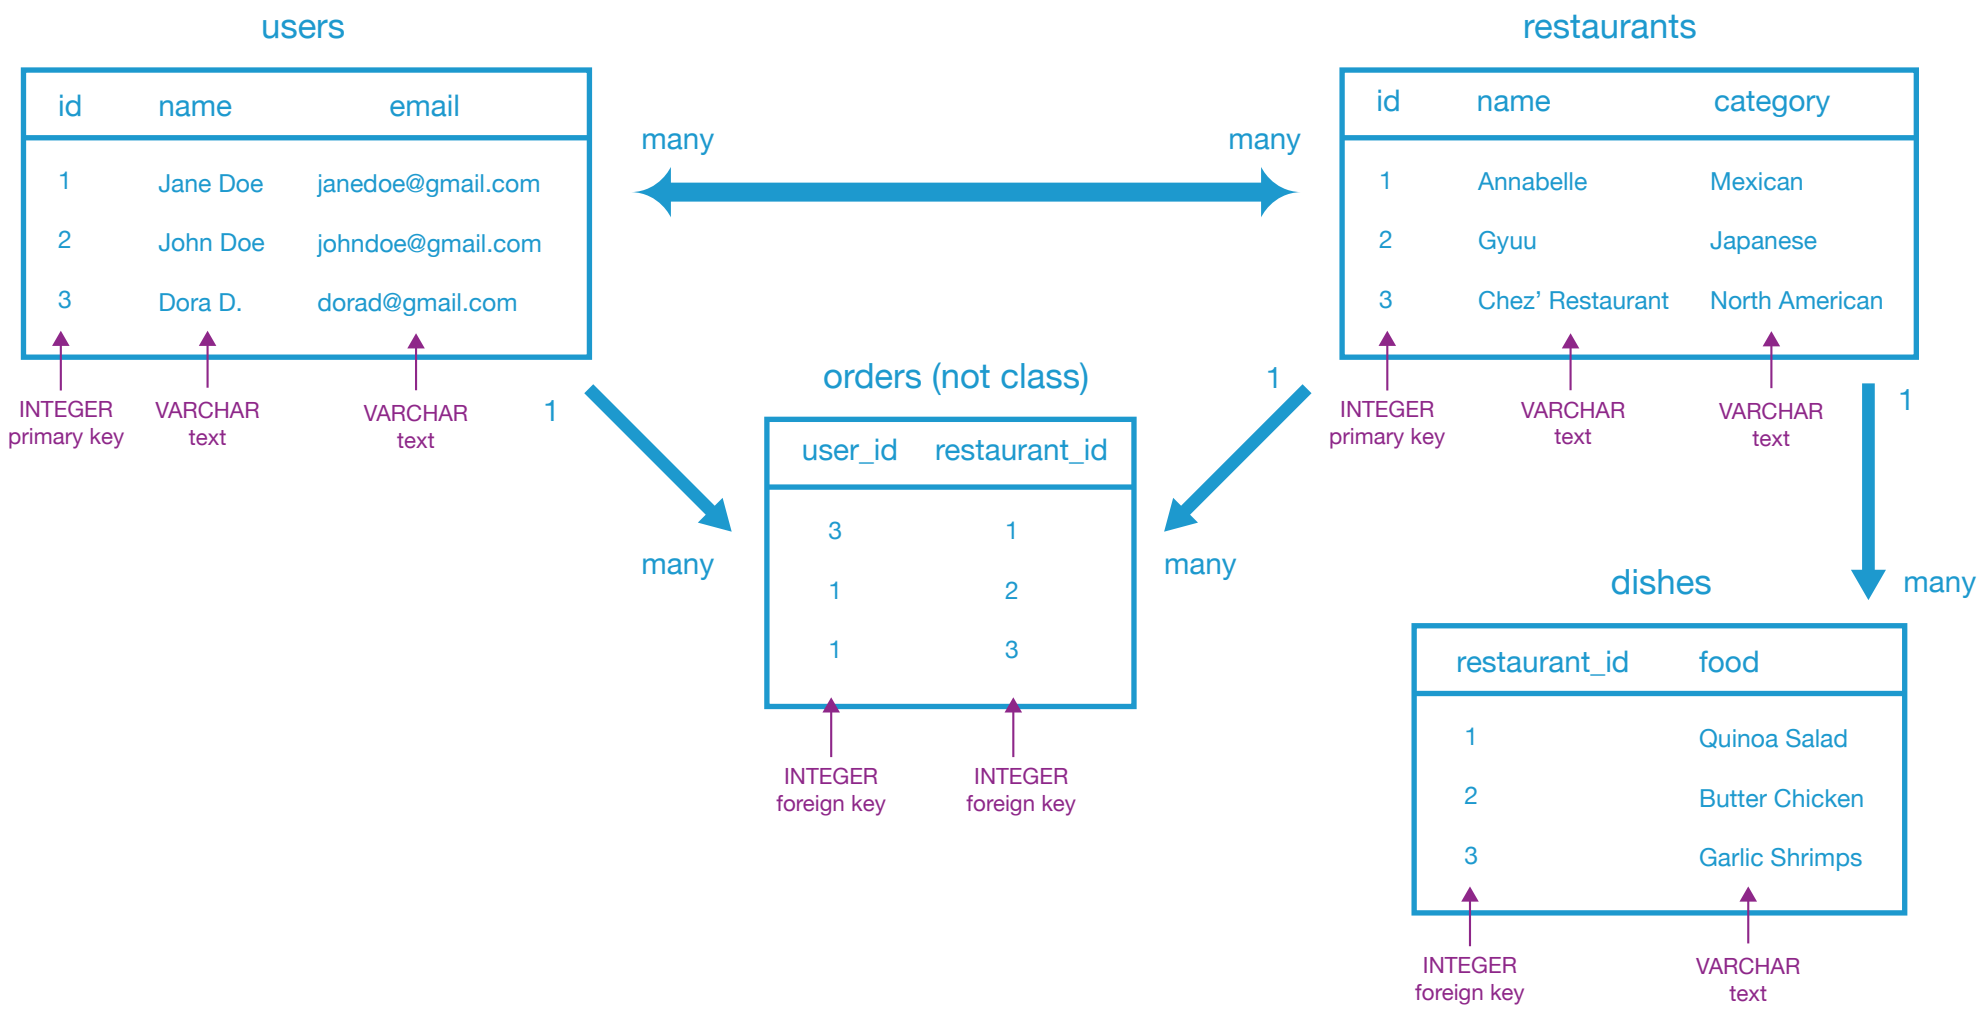 users
id name email
1 Jane Doe janedoe@gmail.com
2 John Doe johndoe@gmail.com
3 Dora D. dorad@gmail.com
INTEGER
primary key
VARCHAR
text
VARCHAR
text
many many
restaurants
id name category
1 Annabelle Mexican
2 Gyuu Japanese
3 Chez’ Restaurant North American
INTEGER
primary key
VARCHAR
text
VARCHAR
text
1
many
1
many
orders (not class)
user_id restaurant_id
3 1
1 2
1 3
INTEGER
foreign key
INTEGER
foreign key
1
many
dishes
restaurant_id food
1 Quinoa Salad
2 Butter Chicken
3 Garlic Shrimps
INTEGER
foreign key
VARCHAR
text